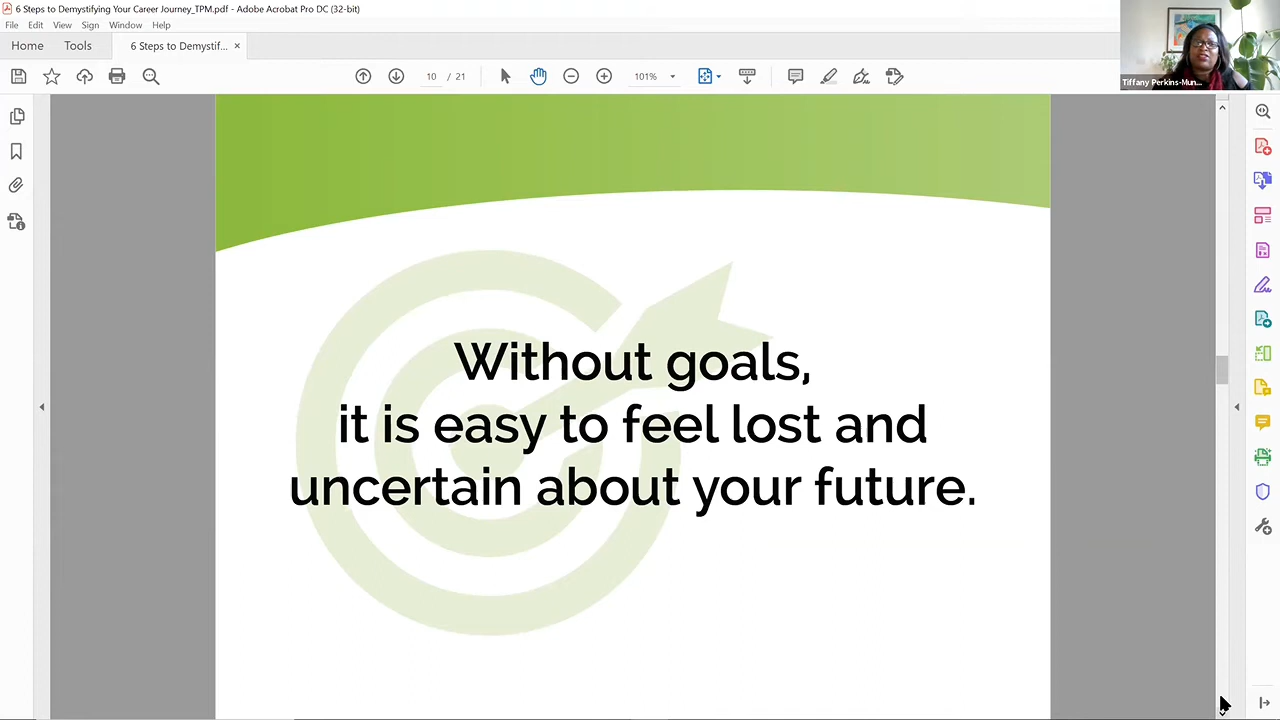 6 Steps to Demystifying Your Career Journey_TPM.pdf - Adobe Acrobat Pro DC (32-bit)
File Edit View Sign Window Help
Home Tools 6 Steps to Demystif... ×
10 / 21 101%
Tiffany Perkins-Mun...
Without goals,
it is easy to feel lost and
uncertain about your future.